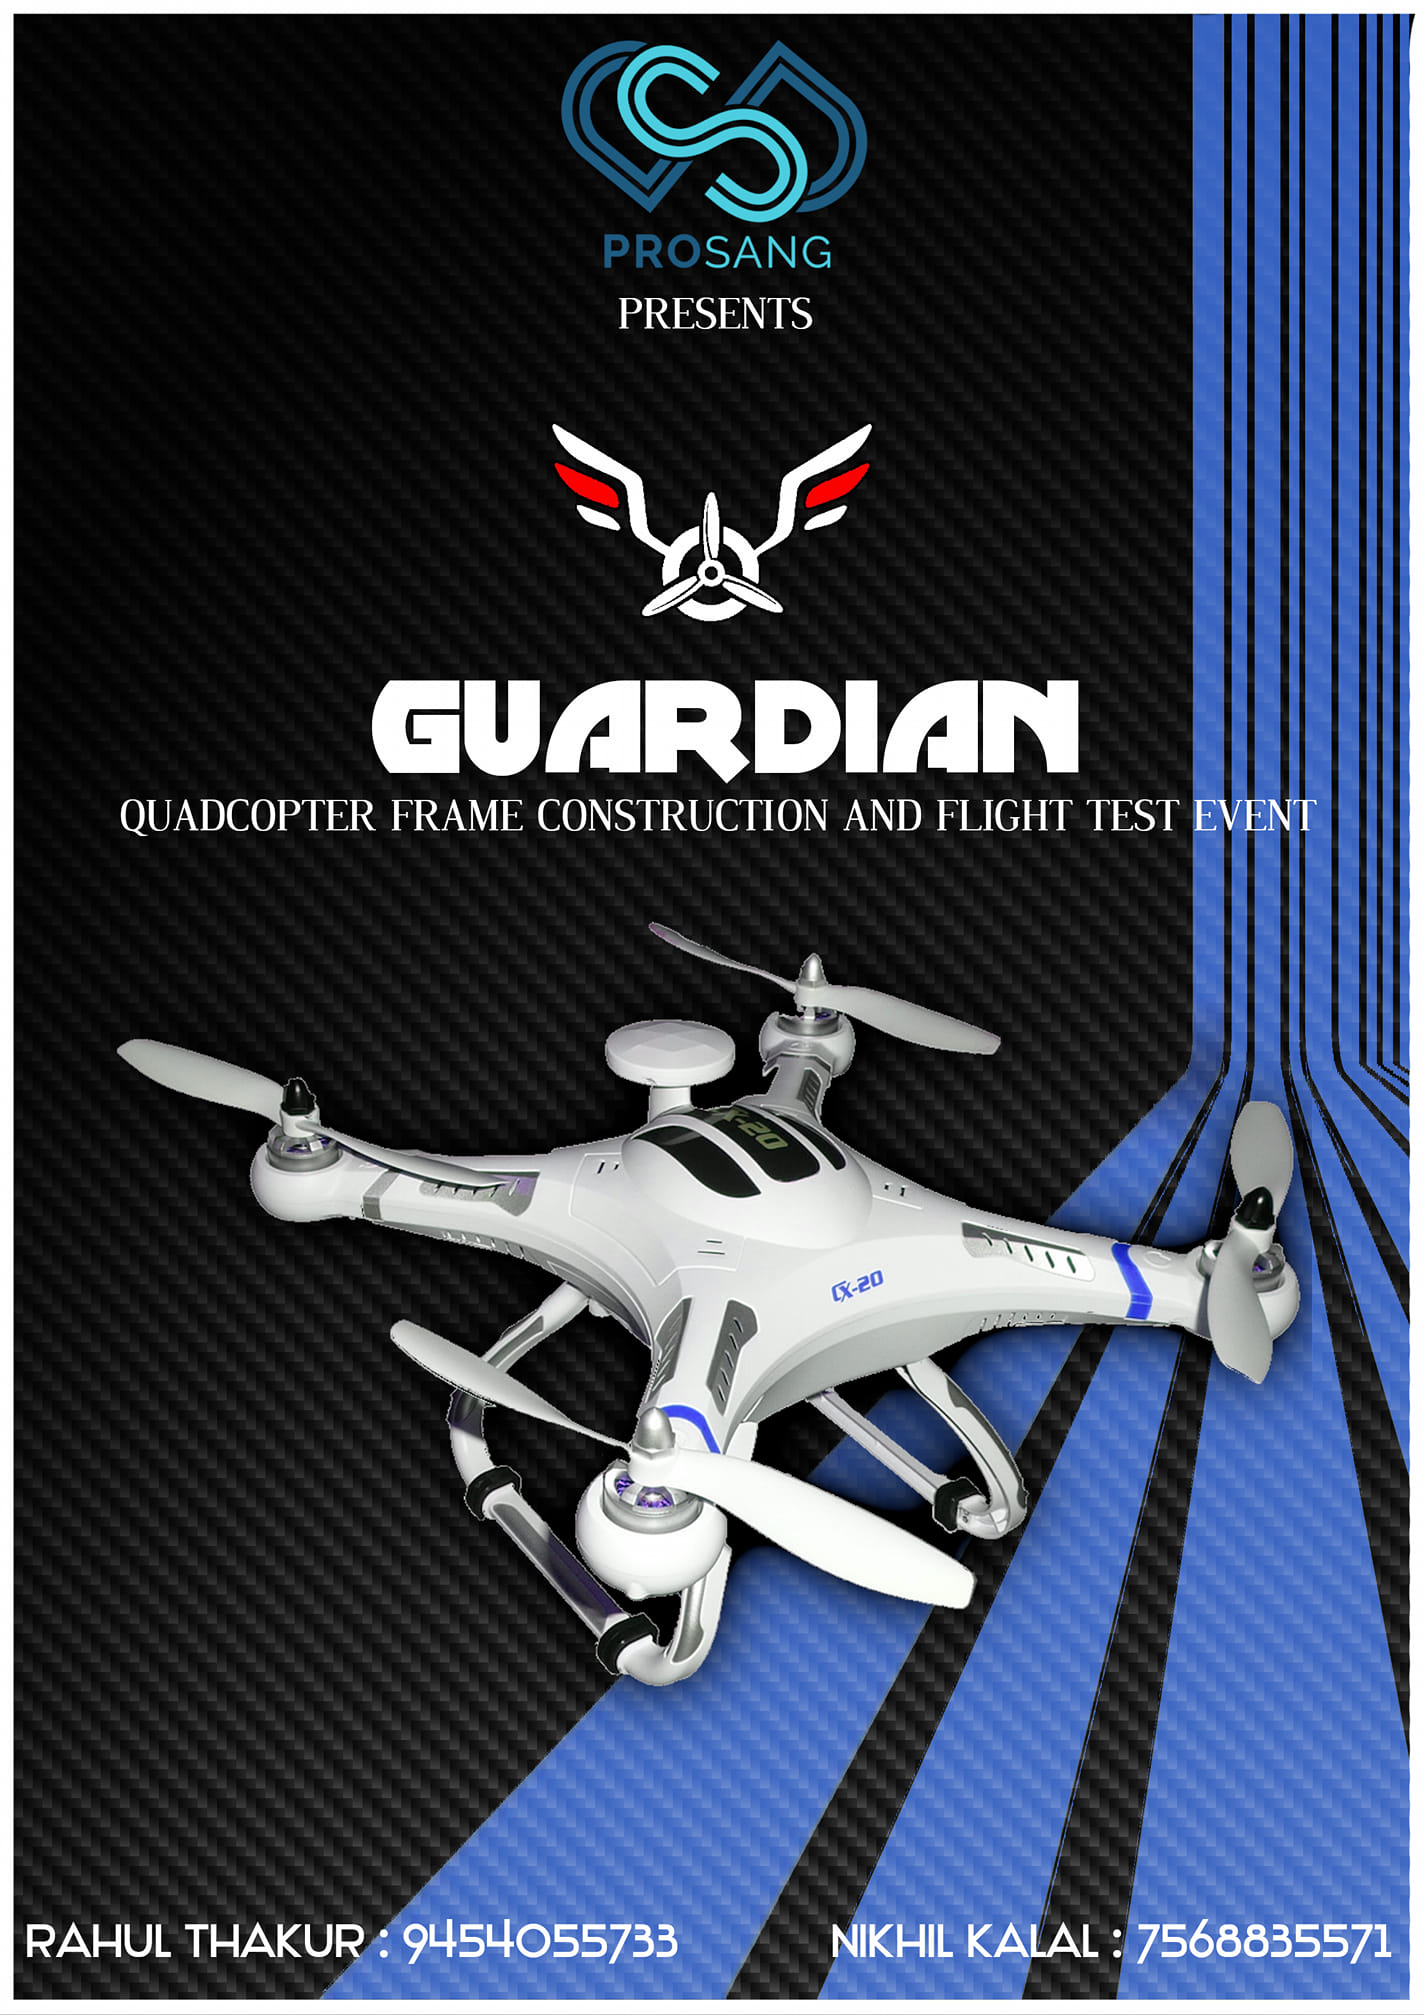 PROSANG
PRESENTS
GUARDIAN
QUADCOPTER FRAME CONSTRUCTION AND FLIGHT TEST EVENT
CX-20
CX-20
RAHUL THAKUR : 9454055733
NIKHIL KALAL : 7568835571